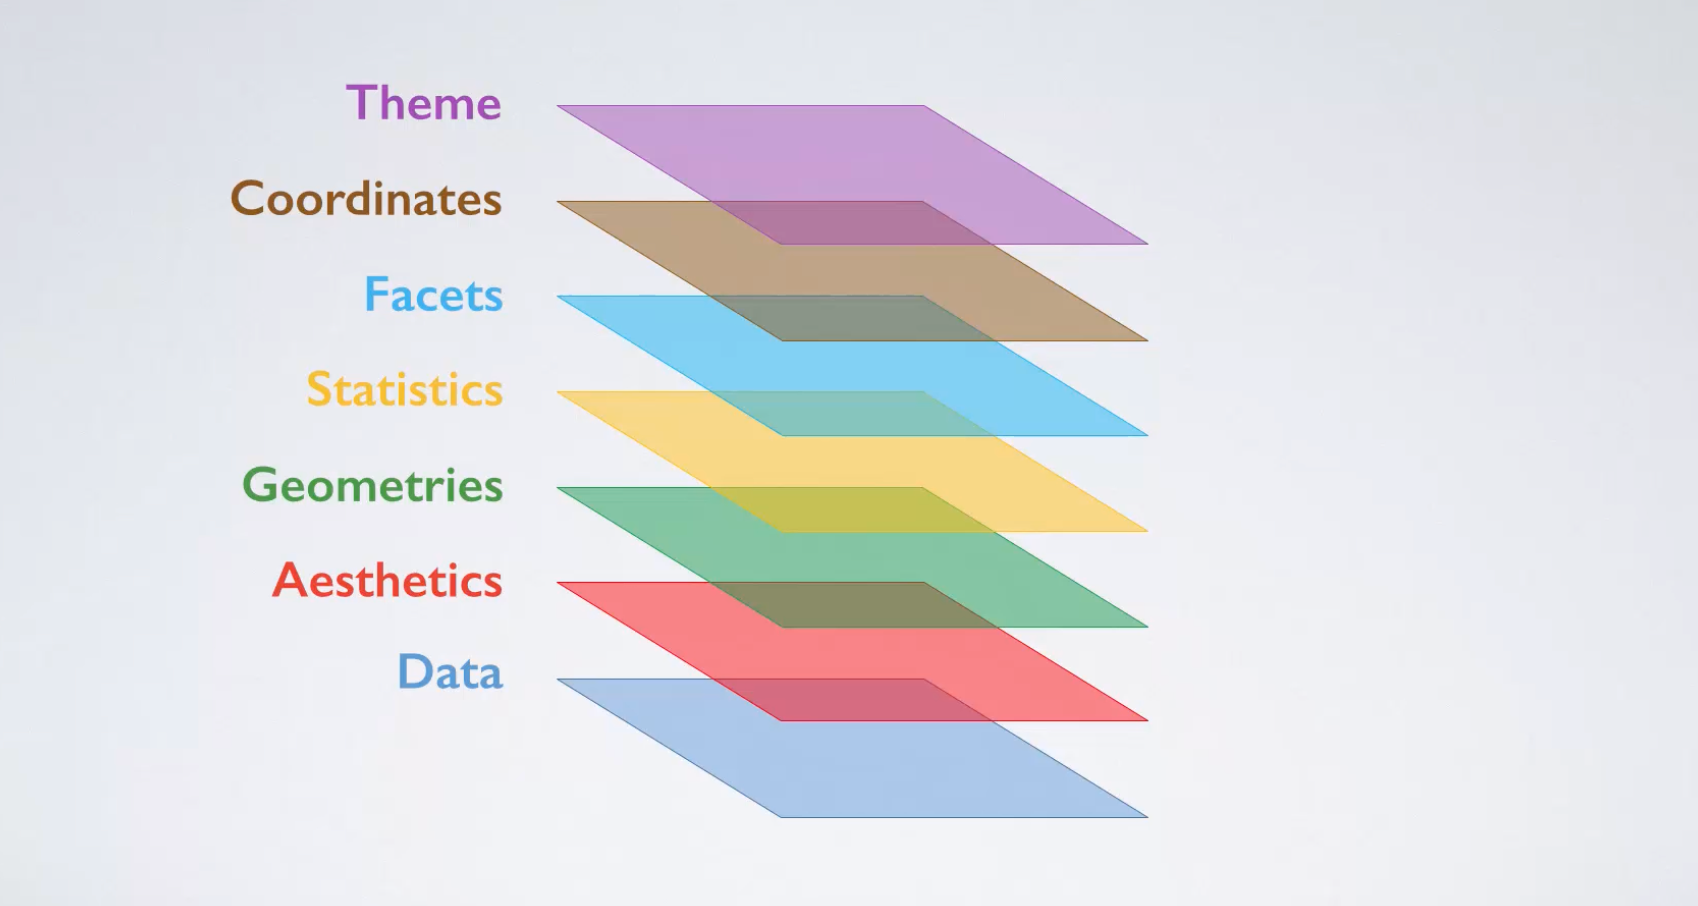 Theme
Coordinates
Facets
Statistics
Geometries
Aesthetics
Data